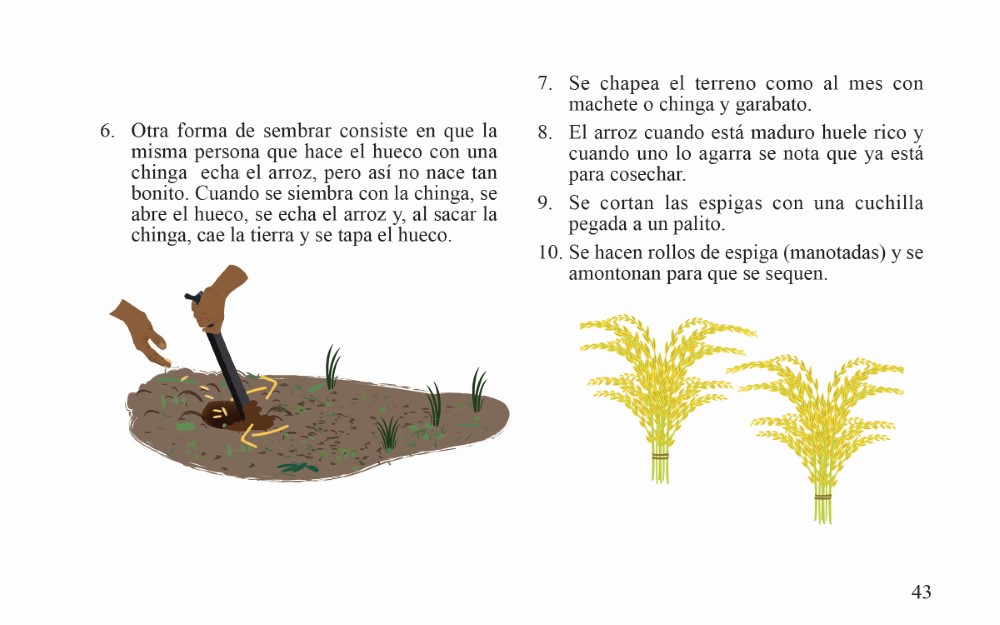 6. Otra forma de sembrar consiste en que la
misma persona que hace el hueco con una
chinga echa el arroz, pero así no nace tan
bonito. Cuando se siembra con la chinga, se
abre el hueco, se echa el arroz y, al sacar la
chinga, cae la tierra y se tapa el hueco.
7. Se chapea el terreno como al mes con
machete o chinga y garabato.
8. El arroz cuando está maduro huele rico y
cuando uno lo agarra se nota que ya está
para cosechar.
9. Se cortan las espigas con una cuchilla
pegada a un palito.
10. Se hacen rollos de espiga (manotadas) y se
amontonan para que se sequen.
43